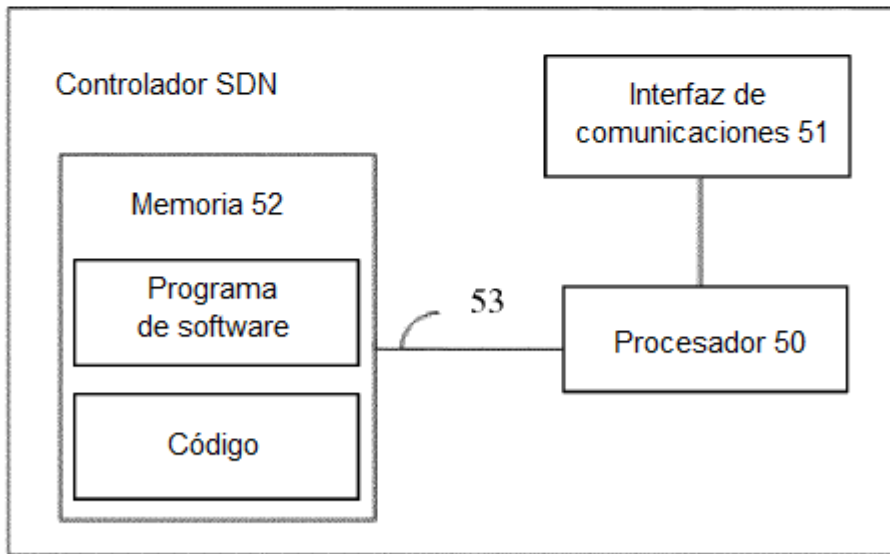 Controlador SDN
Interfaz de
comunicaciones 51
Memoria 52
Programa
de software
53
Procesador 50
Código